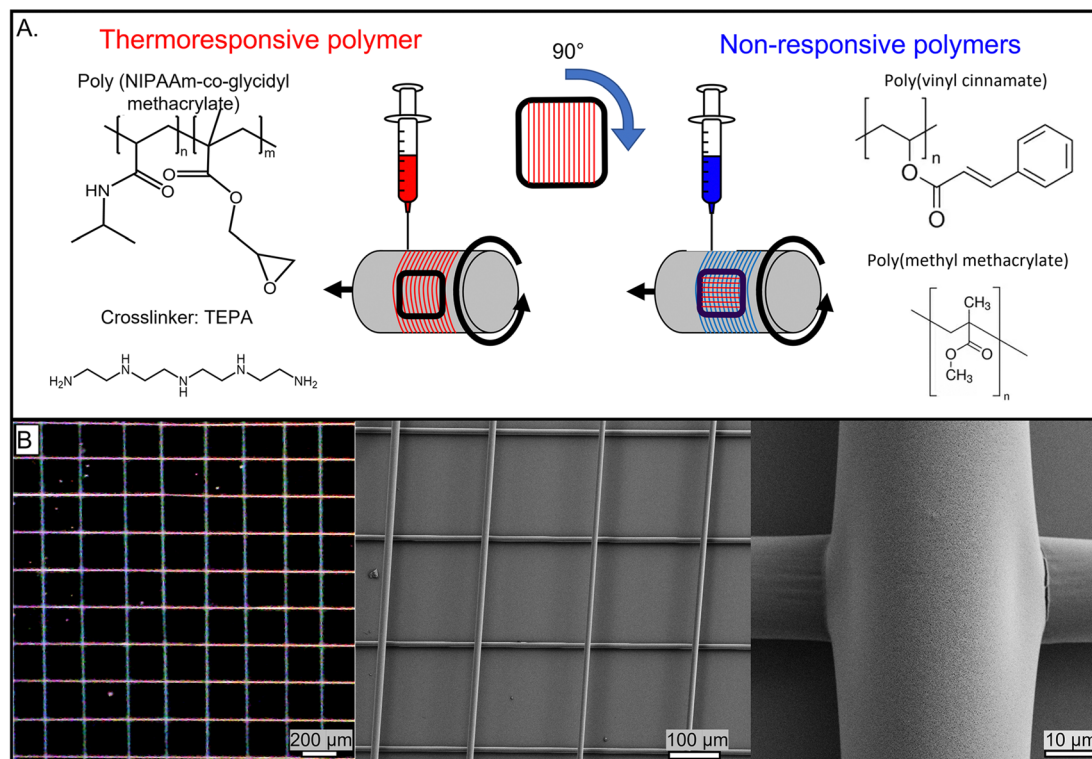 A.
Thermoresponsive polymer
Poly (NIPAAm-co-glycidyl
methacrylate)
n
m
HN
O
O
O
O
Crosslinker: TEPA
H
N
H
N
H2N
N
H
N
H
NH2
90°
Non-responsive polymers
Poly(vinyl cinnamate)
n
O
O
Poly(methyl methacrylate)
CH3
O
O
CH3
n
B
200 µm
100 µm
10 µm